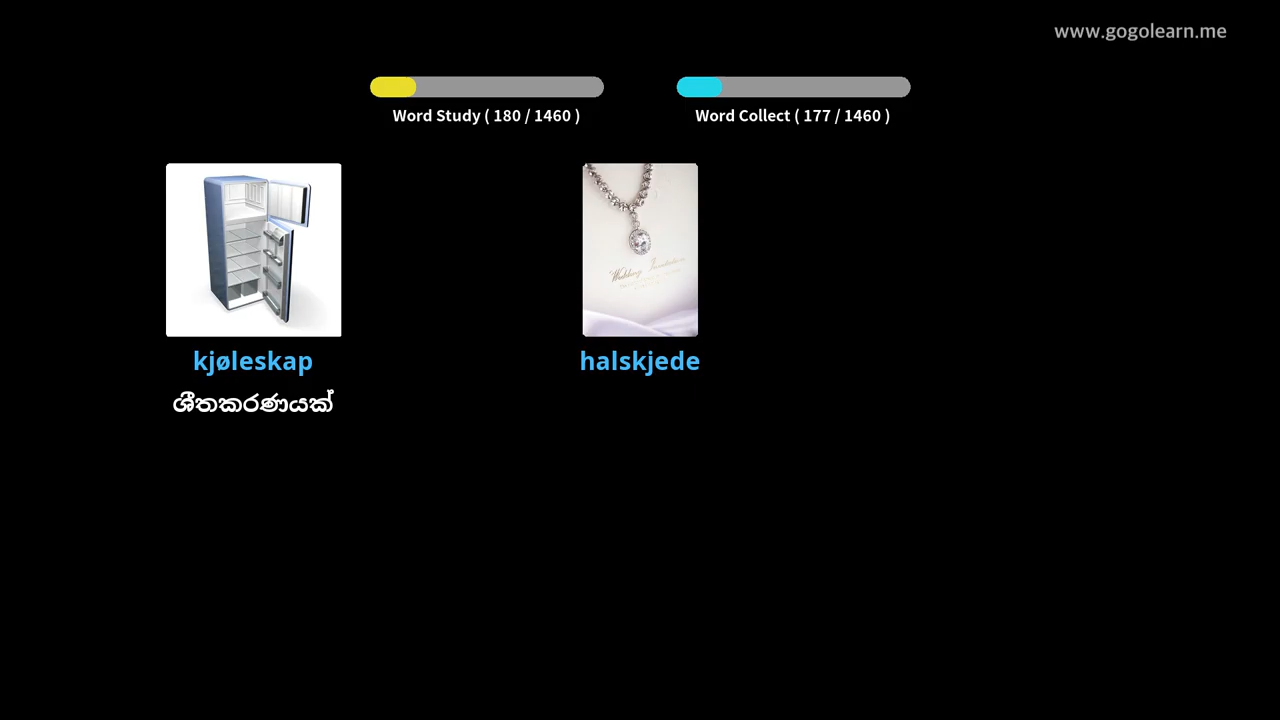 www.gogolearn.me
Word Study ( 180 / 1460 )
Word Collect ( 177 / 1460 )
kjøleskap
halskjede
ශීතකරණයක්